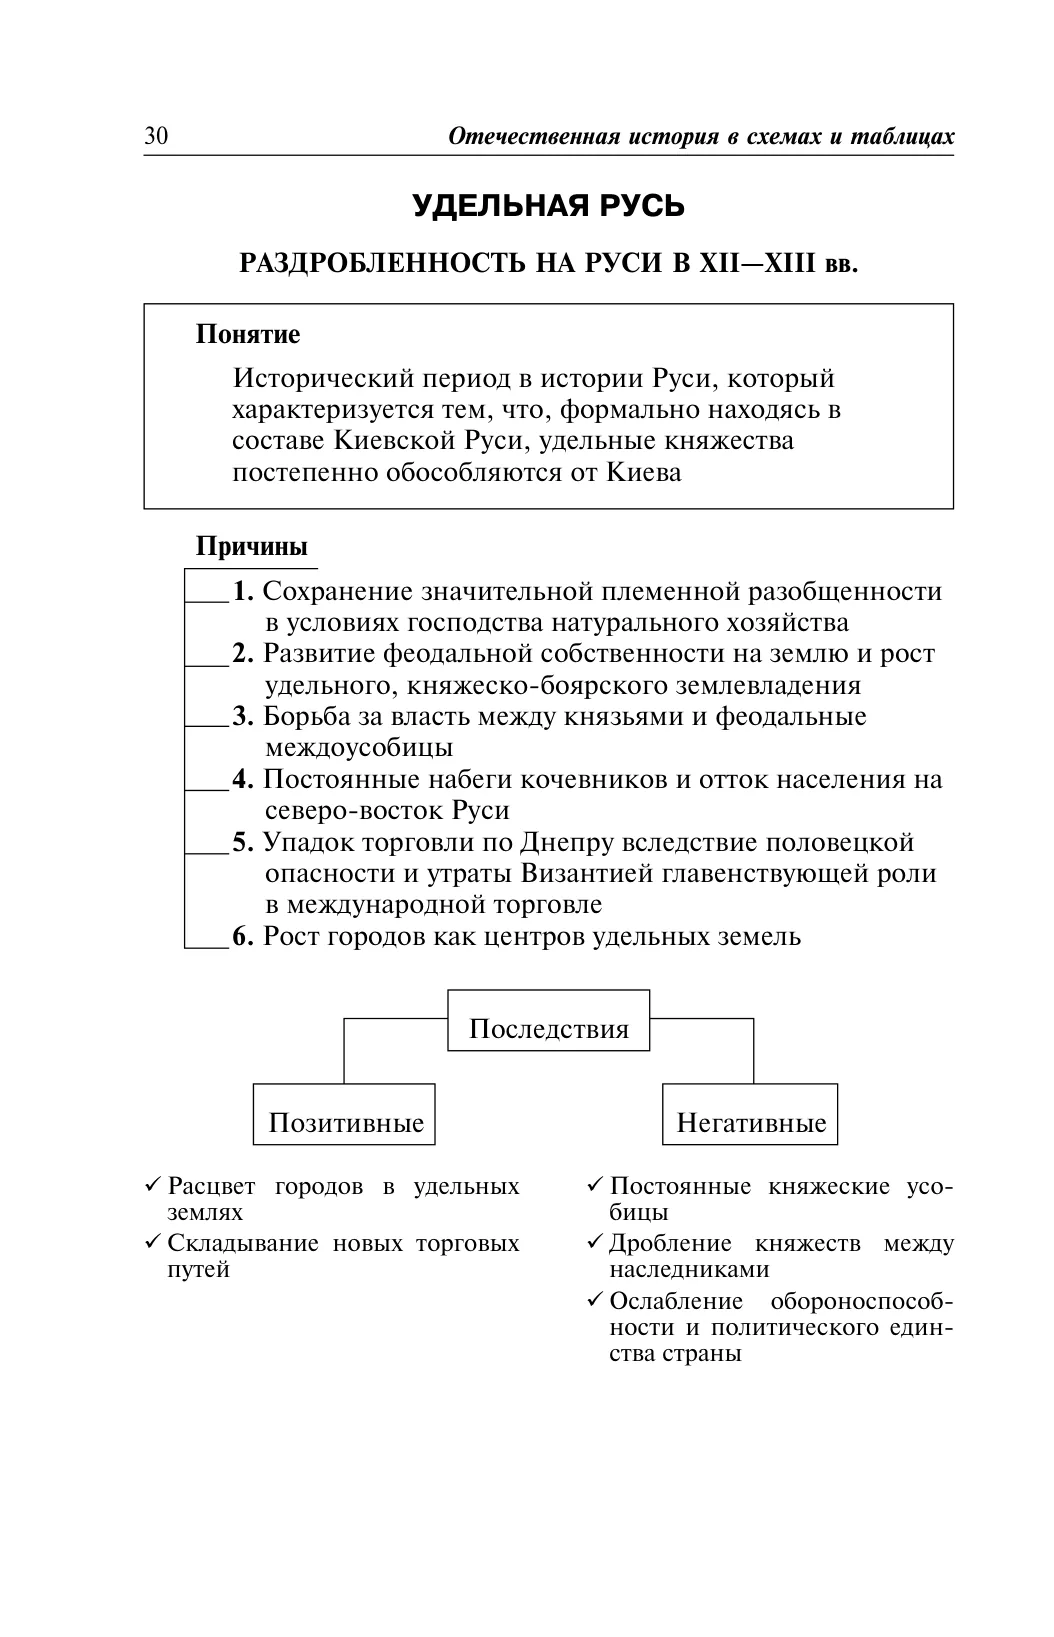 30
Отечественная история в схемах и таблицах
УДЕЛЬНАЯ РУСЬ
РАЗДРОБЛЕННОСТЬ НА РУСИ В XII—XIII вв.
Понятие
Исторический период в истории Руси, который
характеризуется тем, что, формально находясь в
составе Киевской Руси, удельные княжества
постепенно обособляются от Киева
Причины
1. Сохранение значительной племенной разобщенности
в условиях господства натурального хозяйства
2. Развитие феодальной собственности на землю и рост
удельного, княжеско-боярского землевладения
3. Борьба за власть между князьями и феодальные
междоусобицы
4. Постоянные набеги кочевников и отток населения на
северо-восток Руси
5. Упадок торговли по Днепру вследствие половецкой
опасности и утраты Византией главенствующей роли
в международной торговле
6. Рост городов как центров удельных земель
Последствия
Позитивные
✓ Расцвет городов в удельных
землях
✓ Складывание новых торговых
путей
Негативные
✓ Постоянные княжеские усо-
бицы
✓ Дробление княжеств между
наследниками
✓ Ослабление обороноспособ-
ности и политического един-
ства страны